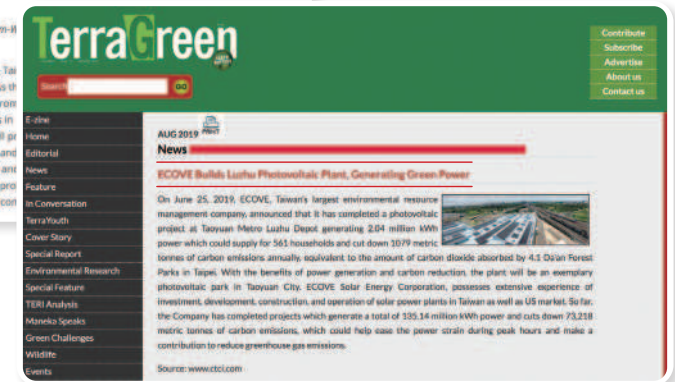 TerraGreen
Contribute
Subscribe
Advertise
About us
Contact us
Search
GO
E-zine
Home
Editorial
News
Feature
In Conversation
TerraYouth
Cover Story
Special Report
Environmental Research
Special Feature
TERI Analysis
Maneka Speaks
Green Challenges
Wildlife
Events
AUG 2019
PRINT
News
ECOVE Builds Luzhu Photovoltaic Plant, Generating Green Power
On June 25, 2019, ECOVE, Taiwan's largest environmental resource
management company, announced that it has completed a photovoltaic
project at Taoyuan Metro Luzhu Depot generating 2.04 million kWh
power which could supply for 561 households and cut down 1079 metric
tonnes of carbon emissions annually, equivalent to the amount of carbon dioxide absorbed by 4.1 Da'an Forest
Parks in Taipei. With the benefits of power generation and carbon reduction, the plant will be an exemplary
photovoltaic park in Taoyuan City. ECOVE Solar Energy Corporation, possesses extensive experience of
investment, development, construction, and operation of solar power plants in Taiwan as well as US market. So far,
the Company has completed projects which generate a total of 135.14 million kWh power and cuts down 73,218
metric tonnes of carbon emissions, which could help ease the power strain during peak hours and make a
contribution to reduce greenhouse gas emissions.
Source: www.ctci.com